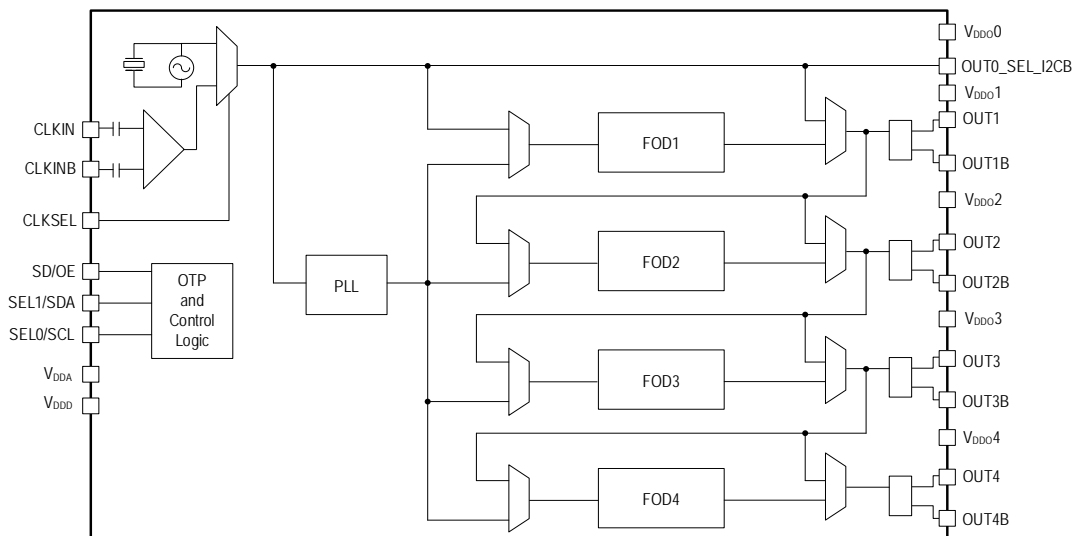 CLKIN
CLKINB
CLKSEL
SD/OE
SEL1/SDA
SEL0/SCL
VDDA
VDDD
OTP
and
Control
Logic
PLL
FOD1
FOD2
FOD3
FOD4
VDDO0
OUT0_SEL_I2CB
VDDO1
OUT1
OUT1B
VDDO2
OUT2
OUT2B
VDDO3
OUT3
OUT3B
VDDO4
OUT4
OUT4B